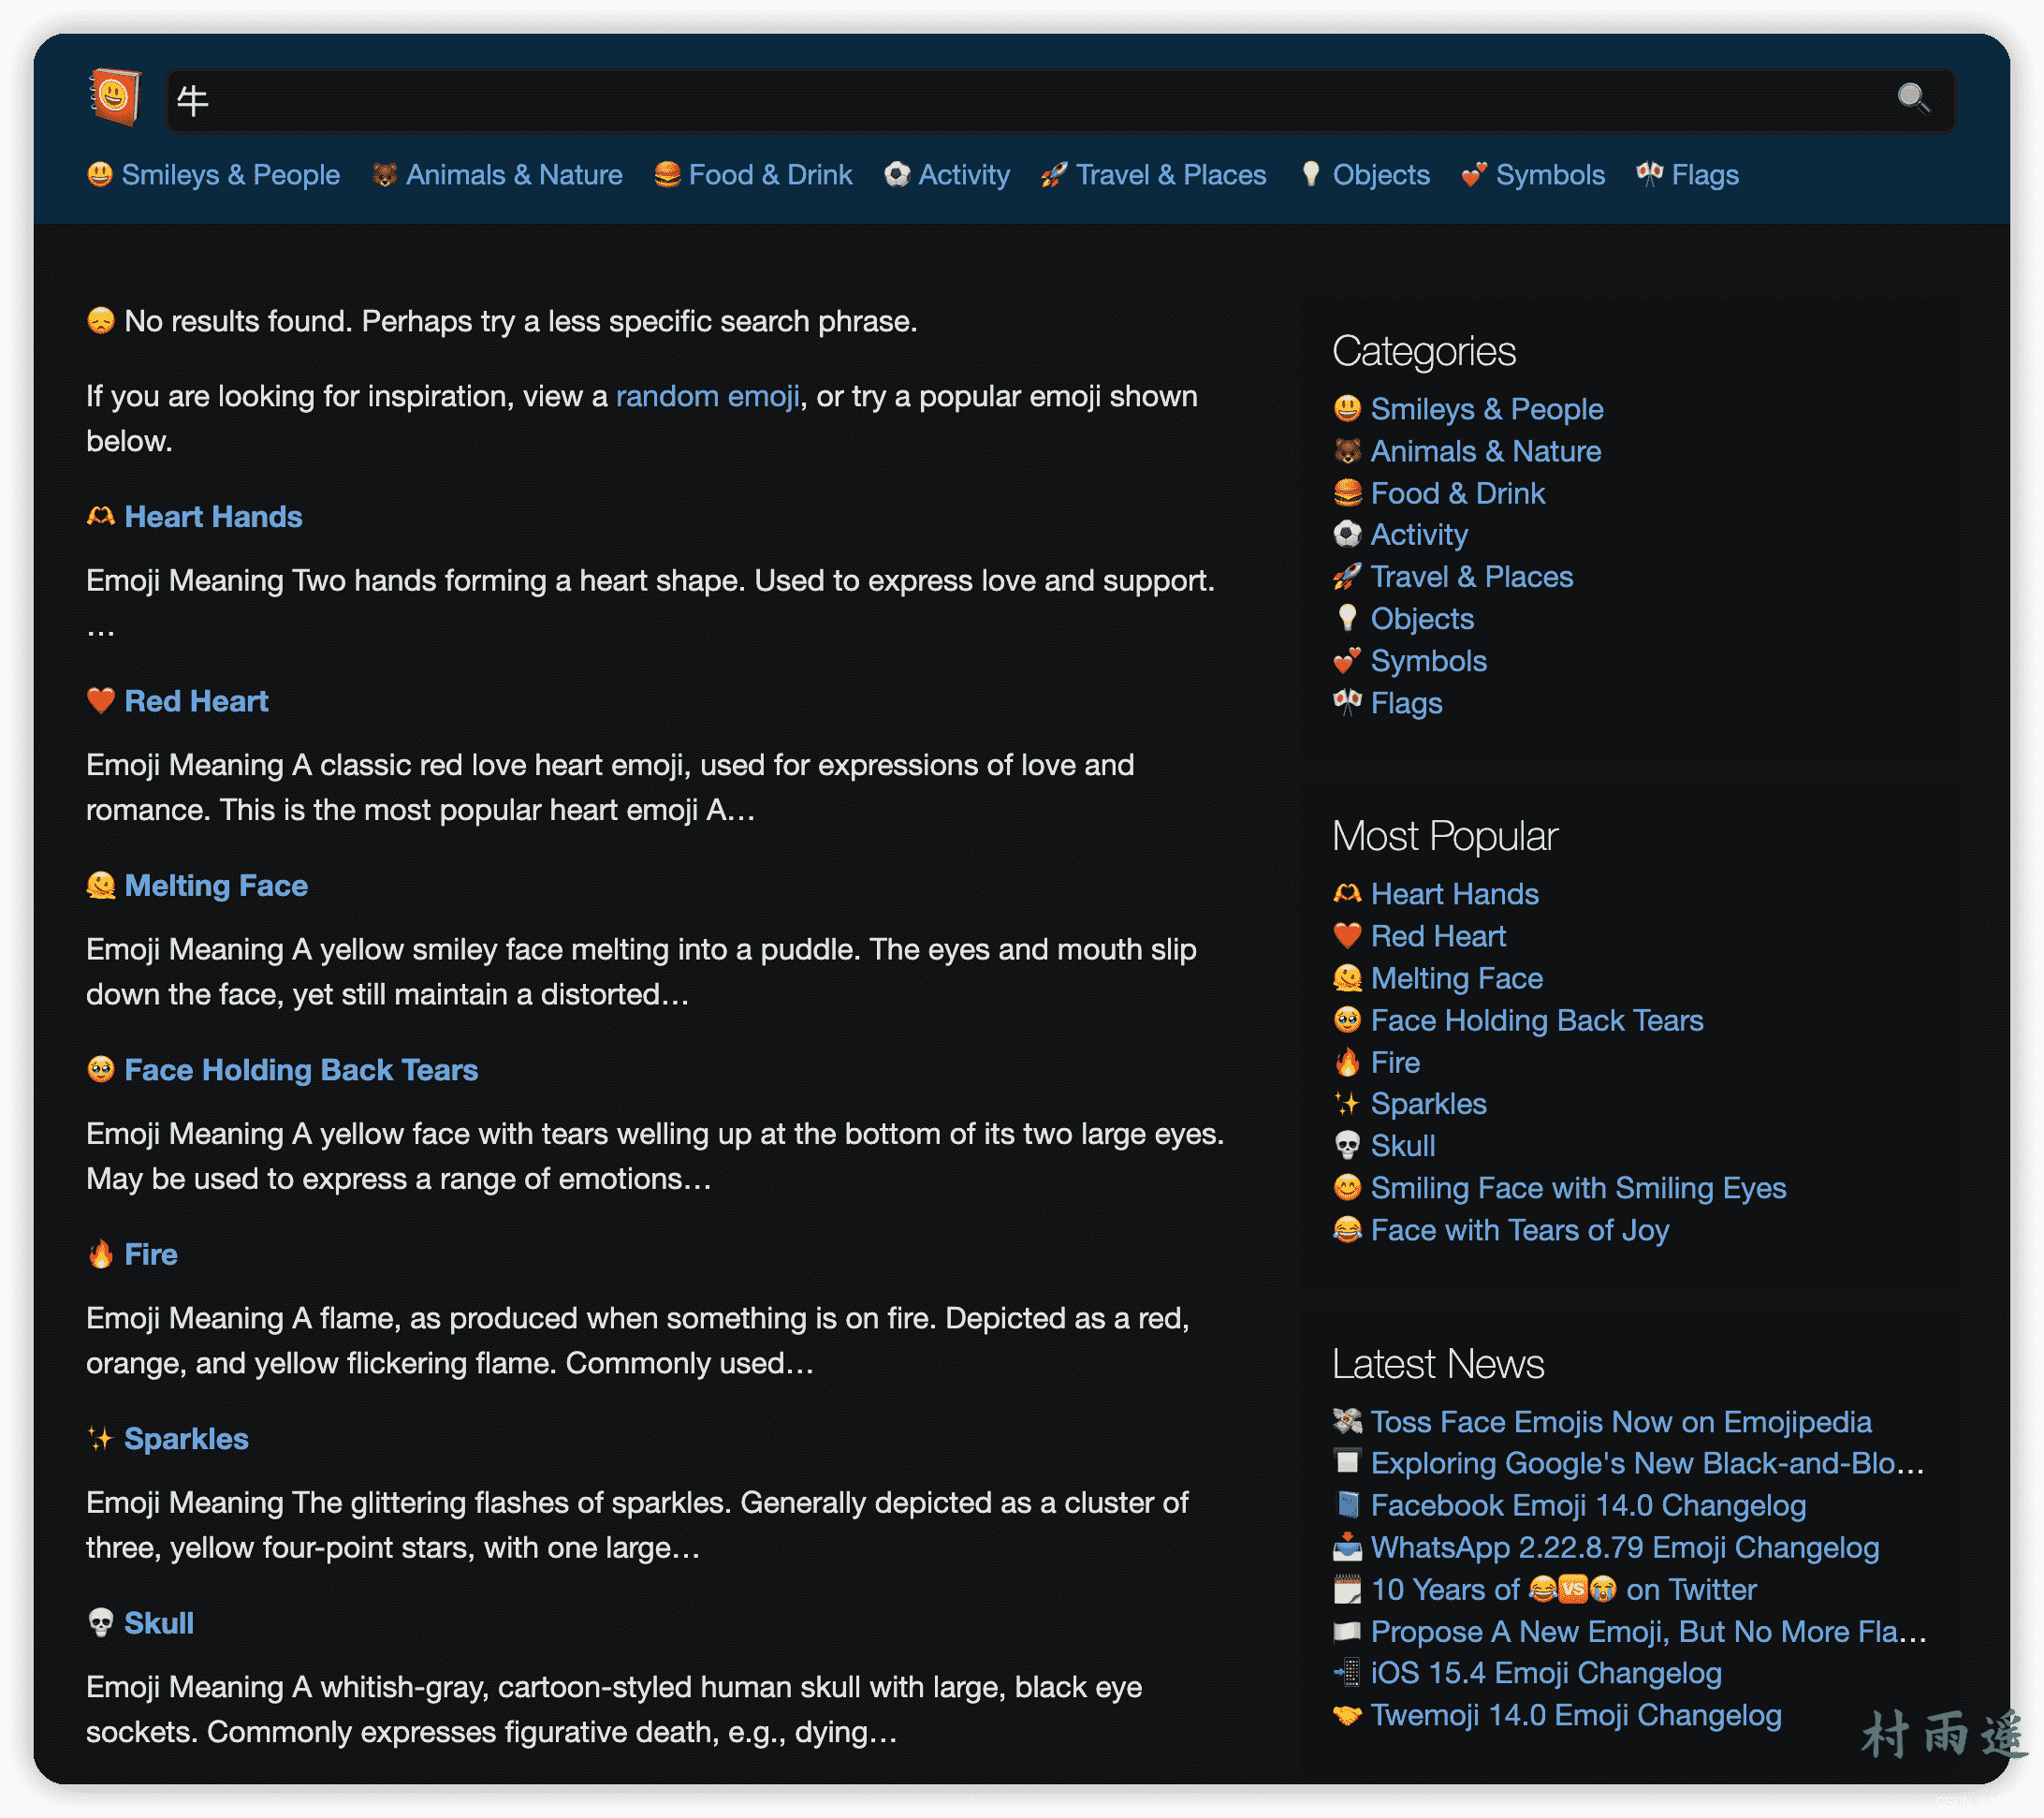 牛
Smileys & People Animals & Nature Food & Drink Activity Travel & Places Objects Symbols Flags
No results found. Perhaps try a less specific search phrase.
If you are looking for inspiration, view a random emoji, or try a popular emoji shown
below.
Heart Hands
Emoji Meaning Two hands forming a heart shape. Used to express love and support.
…
Red Heart
Emoji Meaning A classic red love heart emoji, used for expressions of love and
romance. This is the most popular heart emoji A…
Melting Face
Emoji Meaning A yellow smiley face melting into a puddle. The eyes and mouth slip
down the face, yet still maintain a distorted…
Face Holding Back Tears
Emoji Meaning A yellow face with tears welling up at the bottom of its two large eyes.
May be used to express a range of emotions…
Fire
Emoji Meaning A flame, as produced when something is on fire. Depicted as a red,
orange, and yellow flickering flame. Commonly used…
Sparkles
Emoji Meaning The glittering flashes of sparkles. Generally depicted as a cluster of
three, yellow four-point stars, with one large…
Skull
Emoji Meaning A whitish-gray, cartoon-styled human skull with large, black eye
sockets. Commonly expresses figurative death, e.g., dying…
Categories
Smileys & People
Animals & Nature
Food & Drink
Activity
Travel & Places
Objects
Symbols
Flags
Most Popular
Heart Hands
Red Heart
Melting Face
Face Holding Back Tears
Fire
Sparkles
Skull
Smiling Face with Smiling Eyes
Face with Tears of Joy
Latest News
Toss Face Emojis Now on Emojipedia
Exploring Google's New Black-and-Blo…
Facebook Emoji 14.0 Changelog
WhatsApp 2.22.8.79 Emoji Changelog
10 Years of 😂🆚😭 on Twitter
Propose A New Emoji, But No More Fla…
iOS 15.4 Emoji Changelog
Twemoji 14.0 Emoji Changelog
村雨遥